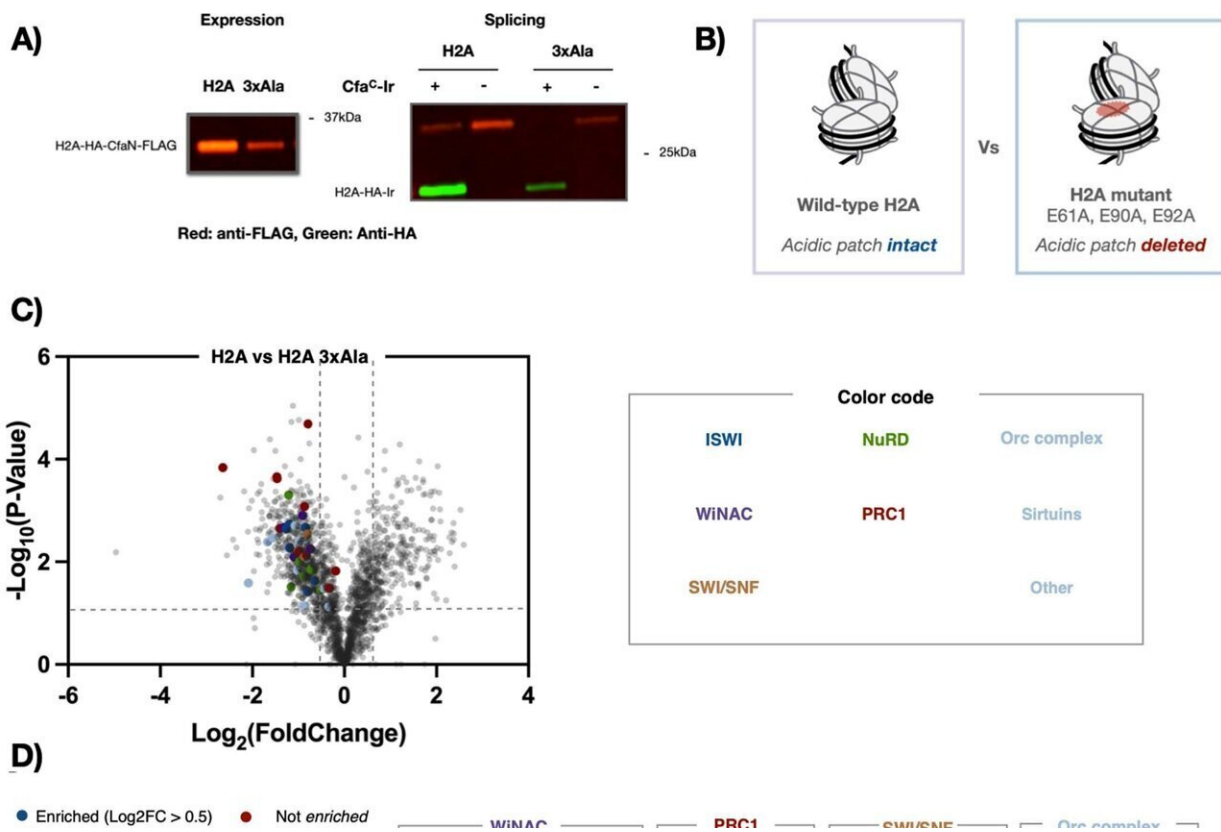 A)
Expression
Splicing
H2A
3xAla
H2A 3xAla
Cfaᶜ-Ir
+
-
+
-
- 37kDa
H2A-HA-CfaN-FLAG
- 25kDa
H2A-HA-Ir
Red: anti-FLAG, Green: Anti-HA
B)
Wild-type H2A
Acidic patch intact
Vs
H2A mutant
E61A, E90A, E92A
Acidic patch deleted
C)
H2A vs H2A 3xAla
-Log₁₀(P-Value)
6
4
2
0
-6
-4
-2
0
2
4
Log₂(FoldChange)
Color code
ISWI
NuRD
Orc complex
WiNAC
PRC1
Sirtuins
SWI/SNF
Other
D)
Enriched (Log2FC > 0.5)
Not enriched
WiNAC
PRC1
SWI/SNF
Orc complex